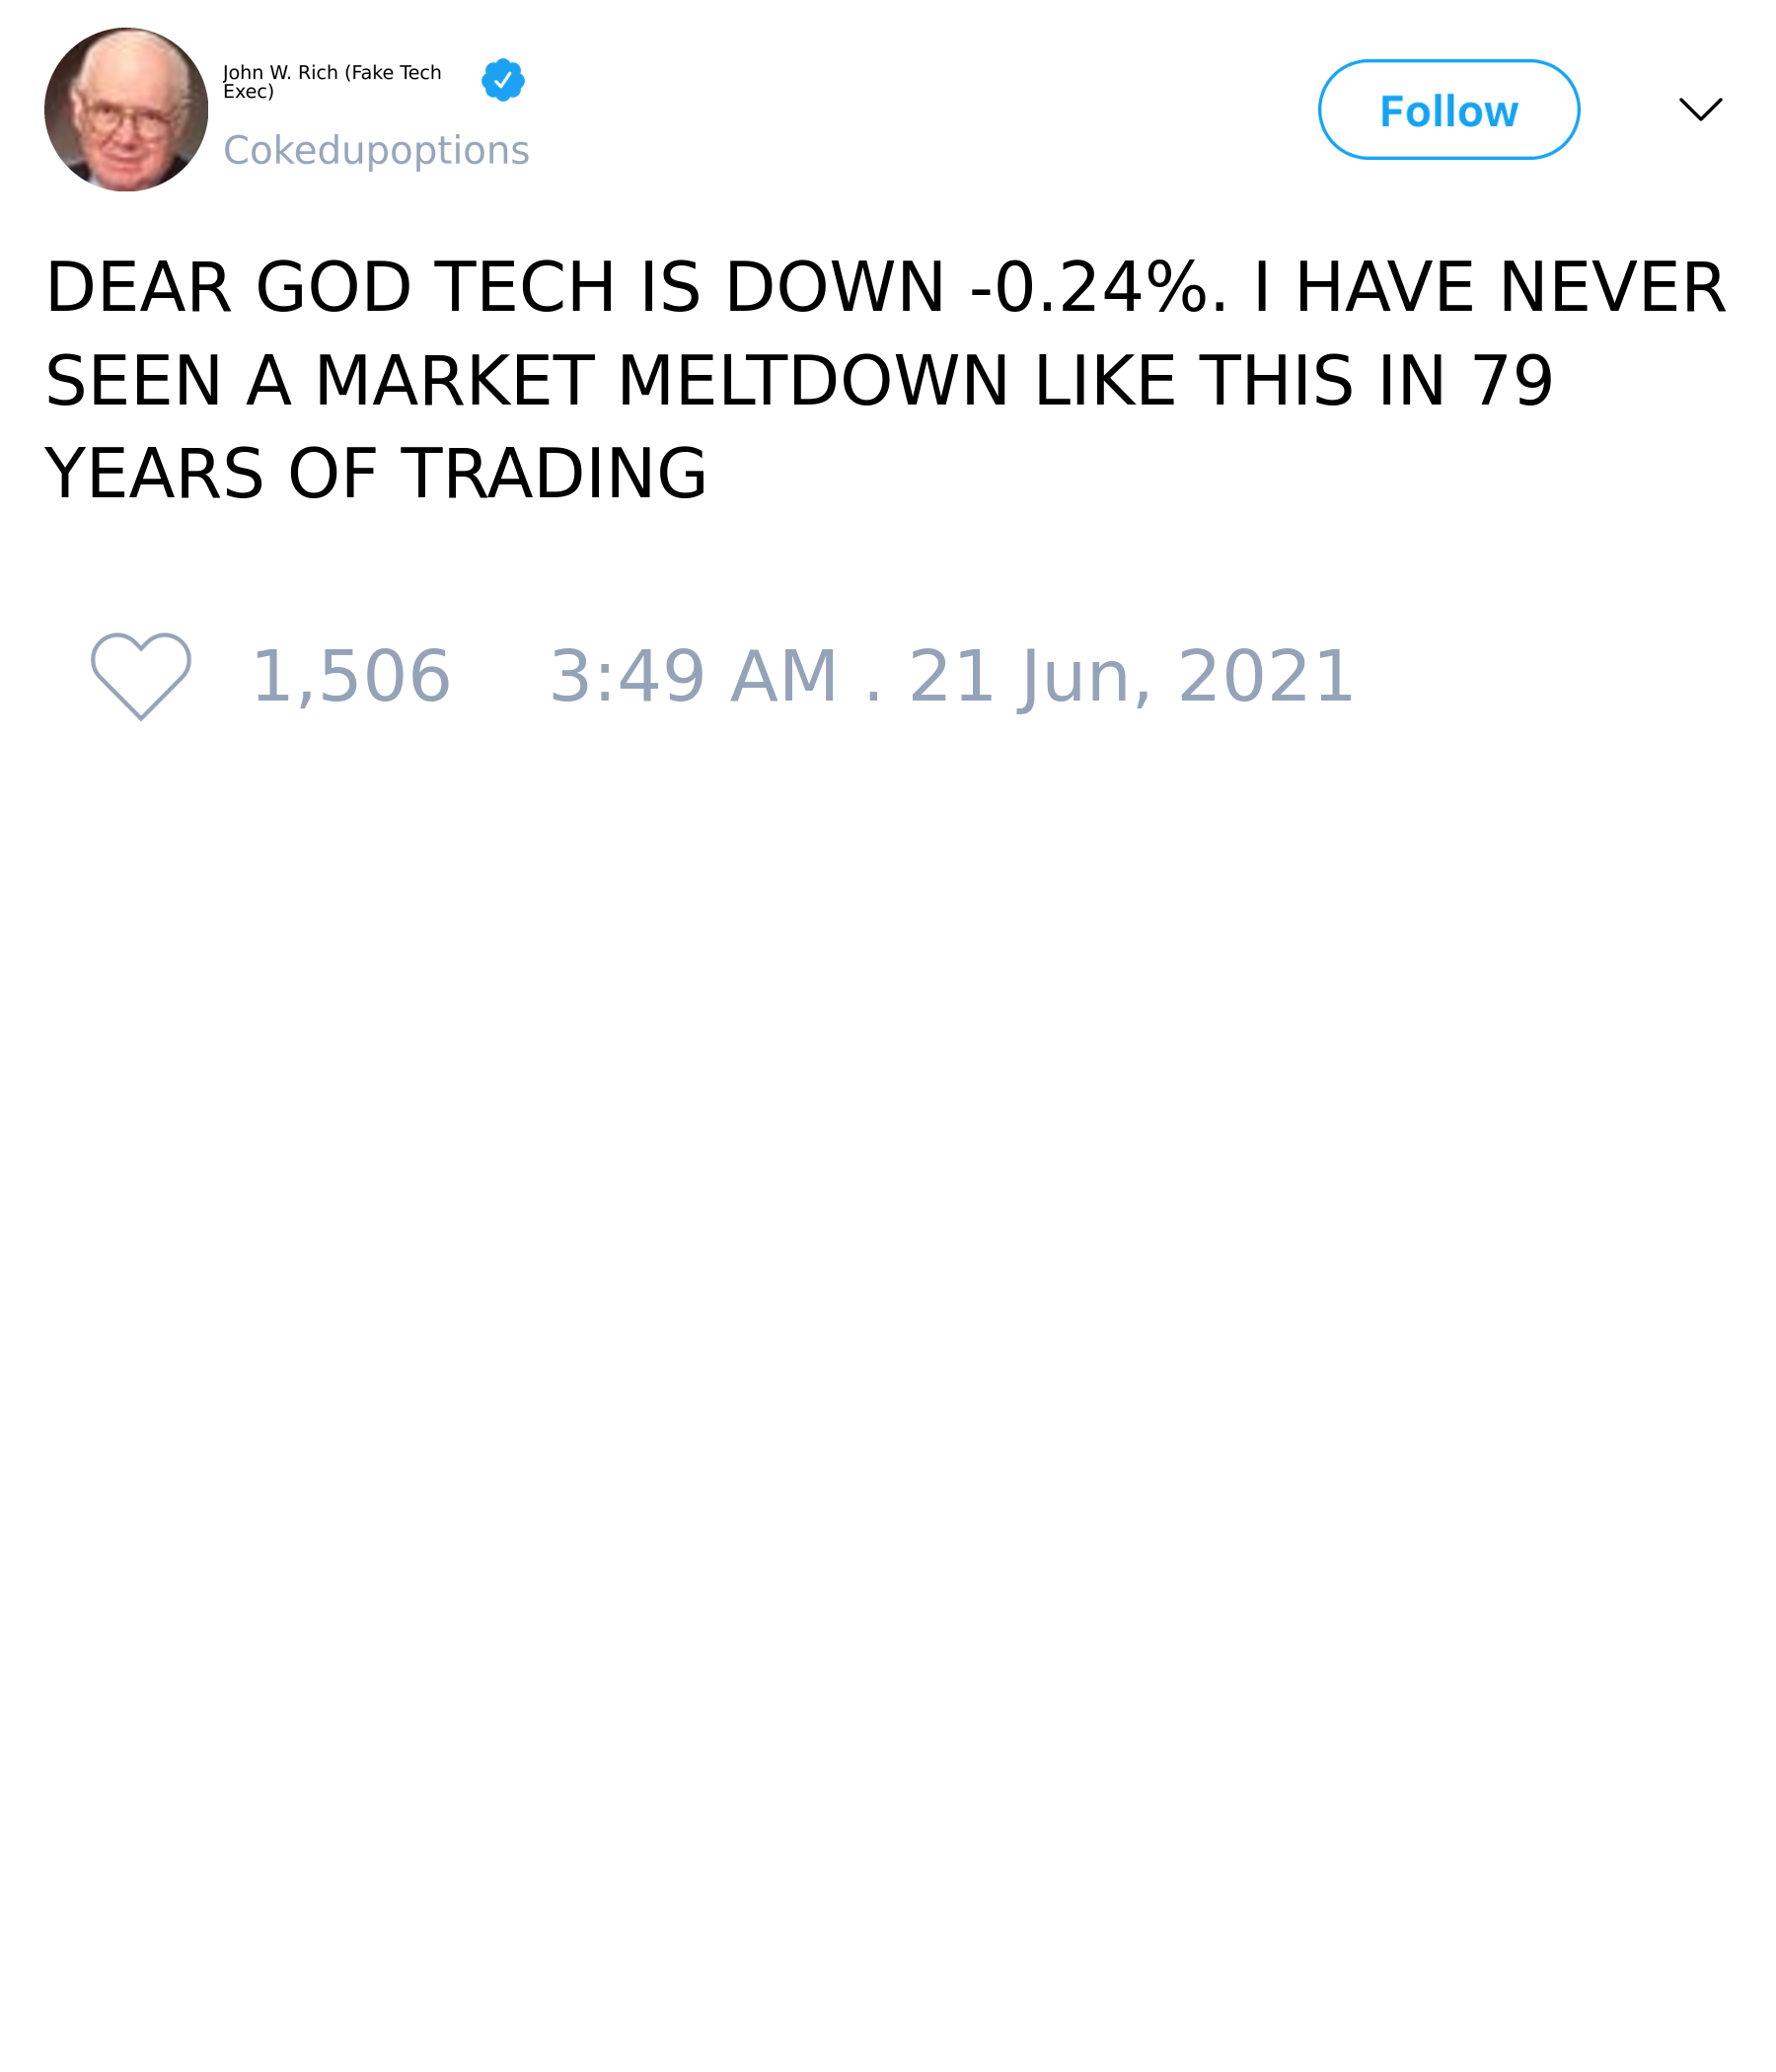 John W. Rich (Fake Tech
Exec)
Cokedupoptions
Follow
DEAR GOD TECH IS DOWN -0.24%. I HAVE NEVER
SEEN A MARKET MELTDOWN LIKE THIS IN 79
YEARS OF TRADING
1,506 3:49 AM . 21 Jun, 2021